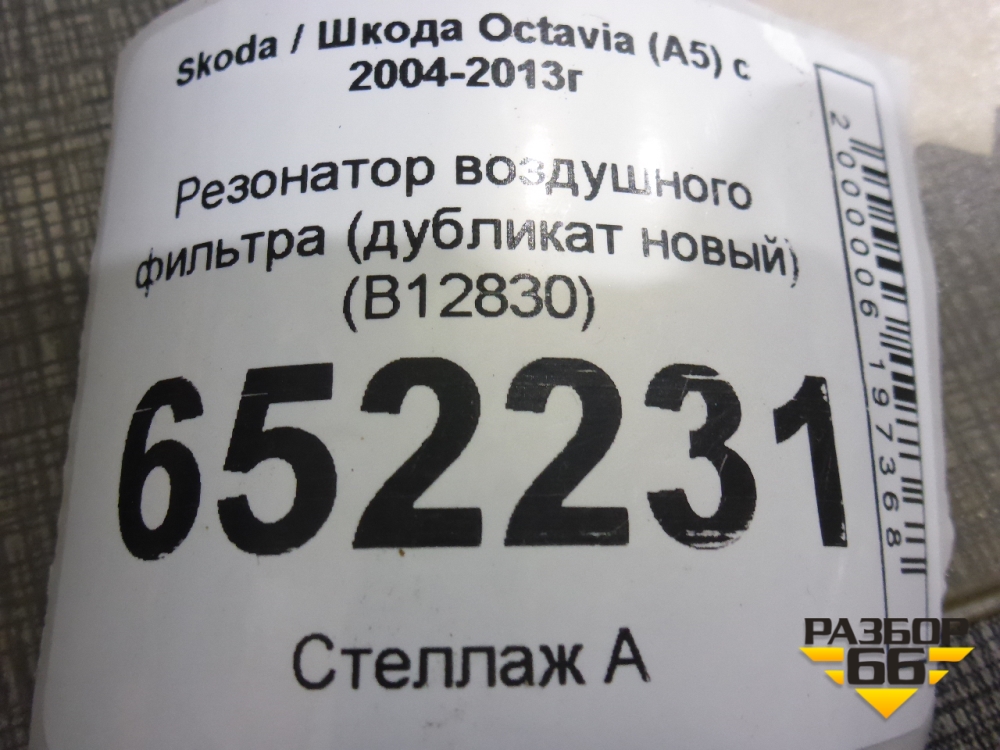 Skoda / Шкода Octavia (A5) с
2004-2013г
Резонатор воздушного
фильтра (дубликат новый)
(B12830)
652231
Стеллаж А
2000006197368
РАЗБОР
66